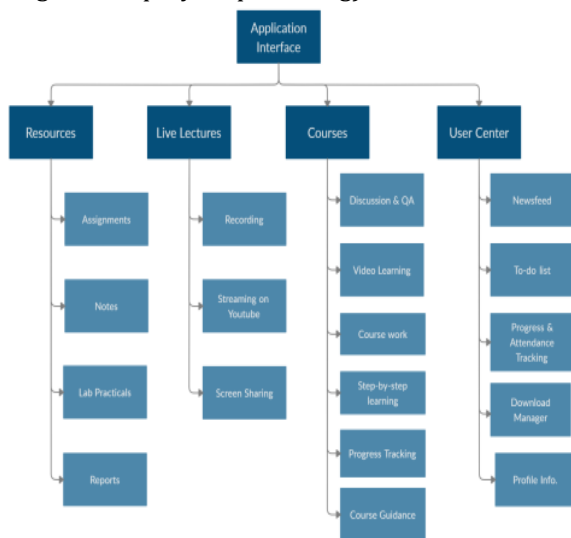 Application
Interface
Resources
Live Lectures
Courses
User Center
Assignments
Notes
Lab Practicals
Reports
Recording
Streaming on
Youtube
Screen Sharing
Discussion & QA
Video Learning
Course work
Step-by-step
learning
Progress Tracking
Course Guidance
Newsfeed
To-do list
Progress &
Attendance
Tracking
Download
Manager
Profile Info.